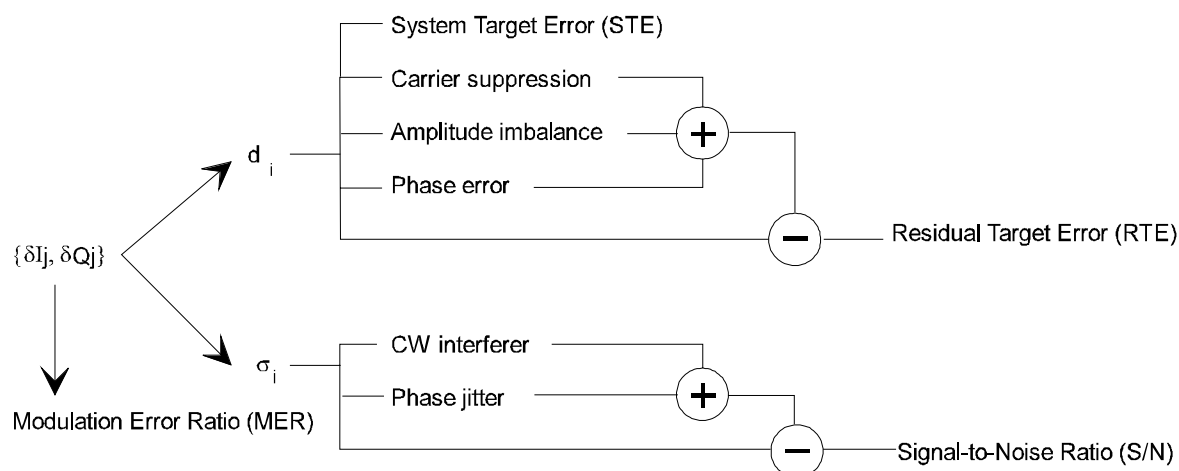 System Target Error (STE)
Carrier suppression
Amplitude imbalance
+
d i
Phase error
−
Residual Target Error (RTE)
{δIj, δQj}
CW interferer
σ i
Phase jitter
+
Modulation Error Ratio (MER)
−
Signal-to-Noise Ratio (S/N)